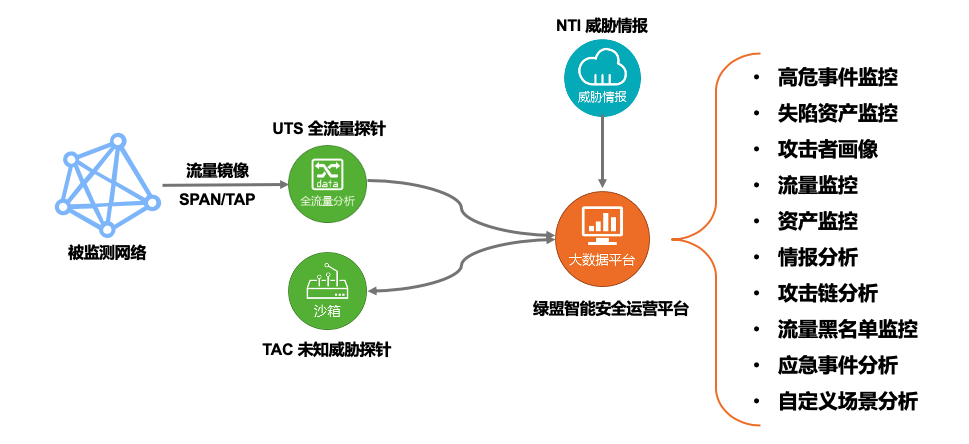 NTI 威胁情报
威胁情报
UTS 全流量探针
data
全流量分析
流量镜像
SPAN/TAP
被监测网络
沙箱
TAC 未知威胁探针
大数据平台
绿盟智能安全运营平台
• 高危事件监控
• 失陷资产监控
• 攻击者画像
• 流量监控
• 资产监控
• 情报分析
• 攻击链分析
• 流量黑名单监控
• 应急事件分析
• 自定义场景分析